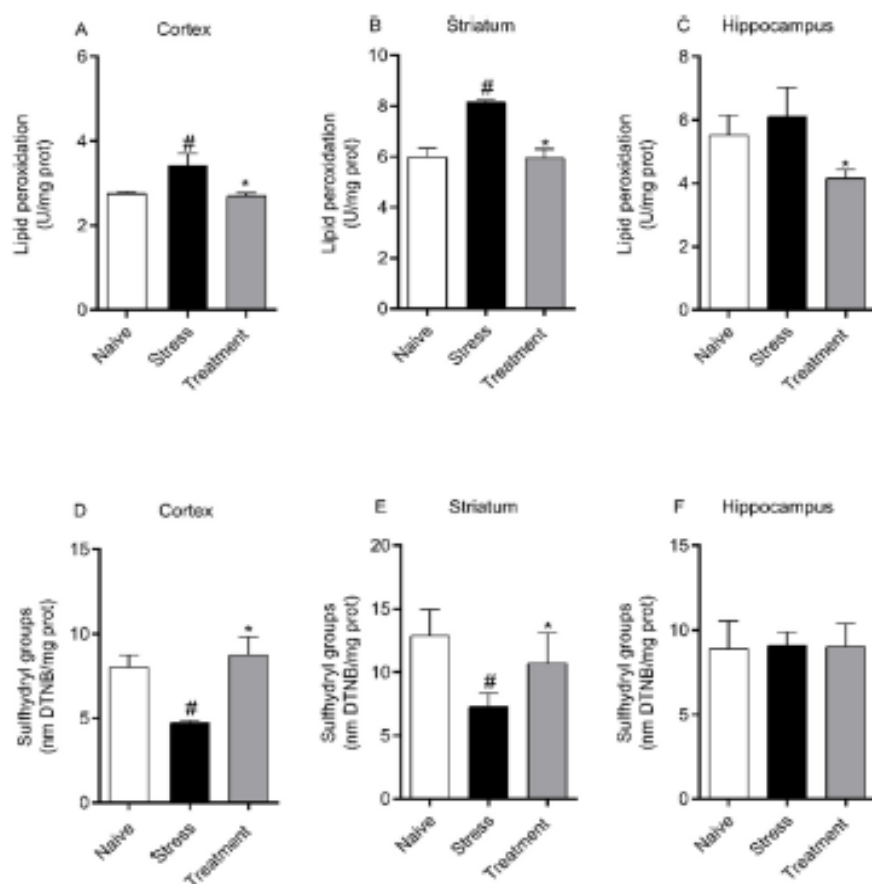 A Cortex
Lipid peroxidation
(U/mg prot)
6
4
2
0
#
*
Naive
Stress
Treatment
B Striatum
Lipid peroxidation
(U/mg prot)
10
8
6
4
2
0
#
*
Naive
Stress
Treatment
C Hippocampus
Lipid peroxidation
(U/mg prot)
8
6
4
2
0
*
Naive
Stress
Treatment
D Cortex
Sulfhydryl groups
(nm DTNB/mg prot)
15
10
5
0
#
*
Naive
Stress
Treatment
E Striatum
Sulfhydryl groups
(nm DTNB/mg prot)
20
15
10
5
0
#
*
Naive
Stress
Treatment
F Hippocampus
Sulfhydryl groups
(nm DTNB/mg prot)
15
10
5
0
Naive
Stress
Treatment